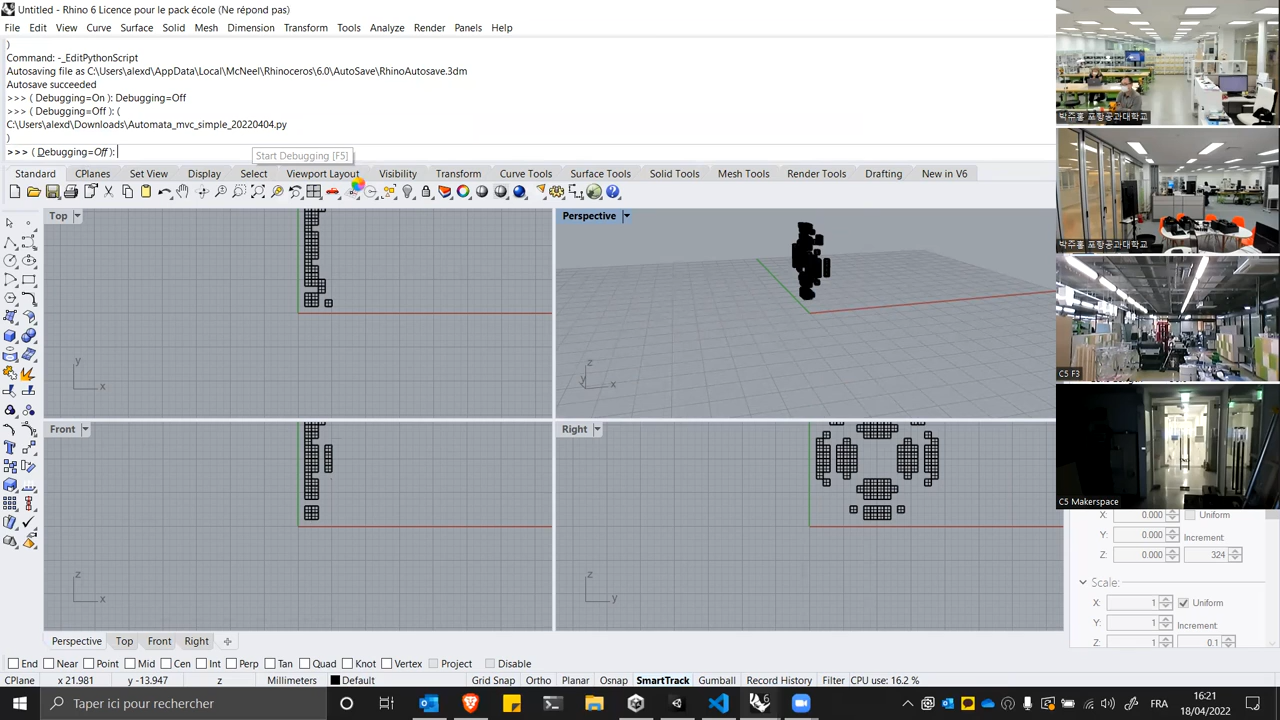 Untitled - Rhino 6 Licence pour le pack école (Ne répond pas)
File Edit View Curve Surface Solid Mesh Dimension Transform Tools Analyze Render Panels Help
)
Command: -_EditPythonScript
Autosaving file as C:\Users\alexd\AppData\Local\McNeel\Rhinoceros\6.0\AutoSave\RhinoAutosave.3dm
Autosave succeeded
>>> ( Debugging=On ): Debugging=Off
>>> ( Debugging=Off ): (
C:\Users\alexd\Downloads\Automata_mvc_simple_20220404.py
)
>>> ( Debugging=Off ):
Start Debugging [F5]
Standard CPlanes Set View Display Select Viewport Layout Visibility Transform Curve Tools Surface Tools Solid Tools Mesh Tools Render Tools Drafting New in V6
Top
y
x
Perspective
z
y
x
Front
z
x
Right
z
y
박주홍 포항공과대학교
박주홍 포항공과대학교
C5 F3
C5 Makerspace
X: 0.000 Uniform
Y: 0.000 Increment:
Z: 0.000 324
Scale:
X: 1 Uniform
Y: 1 Increment:
Z: 1 0.1
Perspective Top Front Right
End Near Point Mid Cen Int Perp Tan Quad Knot Vertex Project Disable
CPlane x 21.981 y -13.947 z Millimeters Default Grid Snap Ortho Planar Osnap SmartTrack Gumball Record History Filter CPU use: 16.2 %
Taper ici pour rechercher
FRA
16:21
18/04/2022